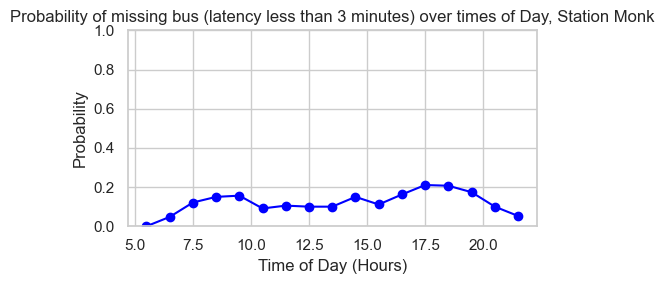 Probability of missing bus (latency less than 3 minutes) over times of Day, Station Monk
1.0
0.8
0.6
0.4
0.2
0.0
Probability
5.0 7.5 10.0 12.5 15.0 17.5 20.0
Time of Day (Hours)